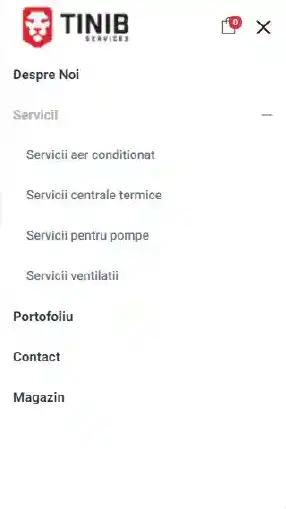 TINIB
SERVICES
0
Despre Noi
Servicii
Servicii aer conditionat
Servicii centrale termice
Servicii pentru pompe
Servicii ventilatii
Portofoliu
Contact
Magazin